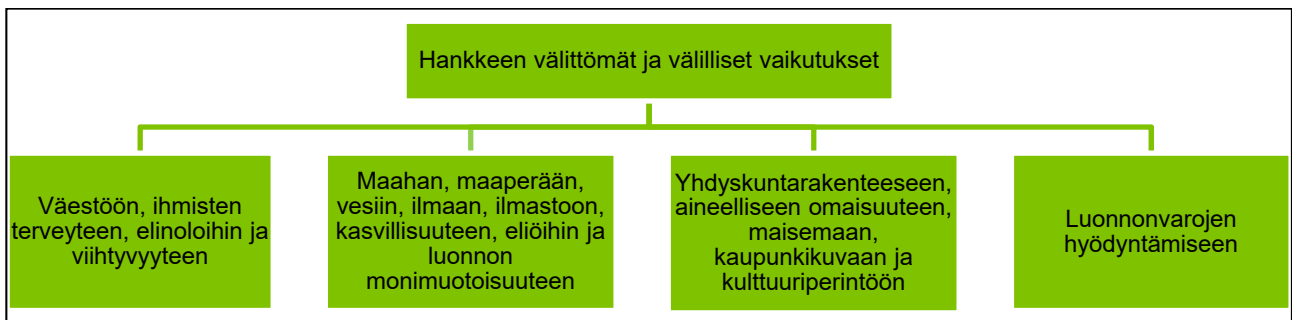 Hankkeen välittömät ja välilliset vaikutukset
Väestöön, ihmisten
terveyteen, elinoloihin ja
viihtyvyyteen
Maahan, maaperään,
vesiin, ilmaan, ilmastoon,
kasvillisuuteen, eliöihin ja
luonnon
monimuotoisuuteen
Yhdyskuntarakenteeseen,
aineelliseen omaisuuteen,
maisemaan,
kaupunkikuvaan ja
kulttuuriperintöön
Luonnonvarojen
hyödyntämiseen